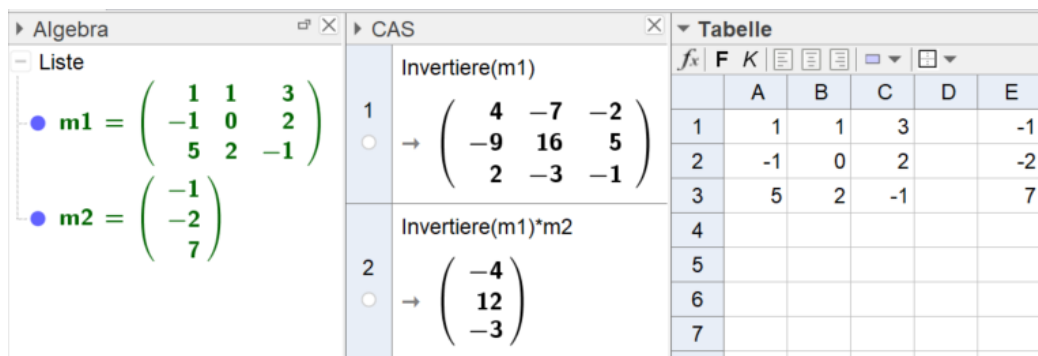 Algebra
Liste
m1 = ( 1 1 3
-1 0 2
5 2 -1 )
m2 = ( -1
-2
7 )
CAS
1
Invertiere(m1)
→ ( 4 -7 -2
-9 16 5
2 -3 -1 )
2
Invertiere(m1)*m2
→ ( -4
12
-3 )
Tabelle
fx F K
A B C D E
1 1 1 3 -1
2 -1 0 2 -2
3 5 2 -1 7
4
5
6
7